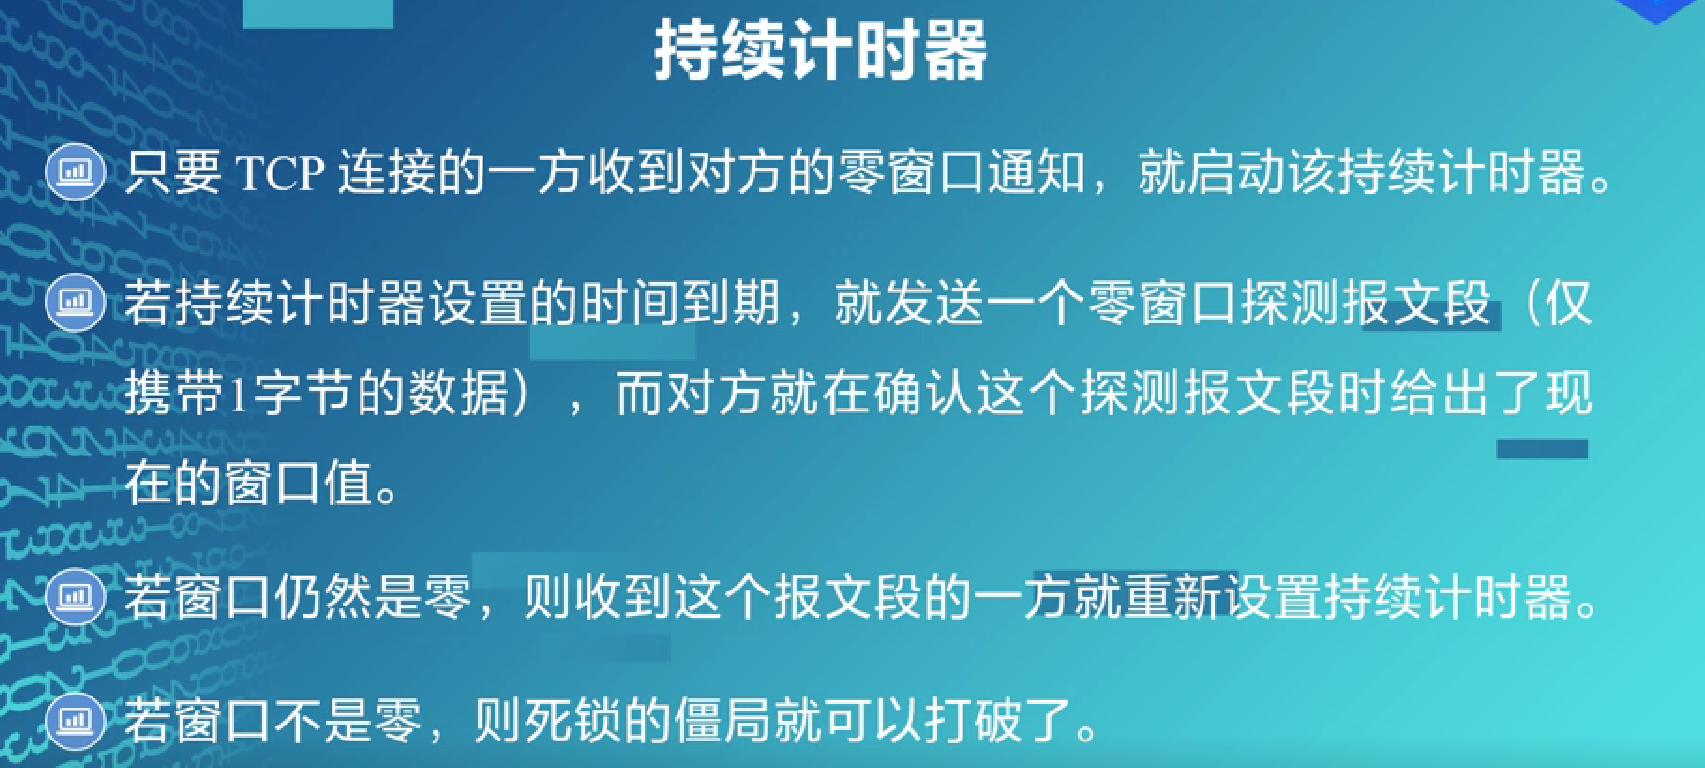 持续计时器
只要 TCP 连接的一方收到对方的零窗口通知，就启动该持续计时器。
若持续计时器设置的时间到期，就发送一个零窗口探测报文段（仅
携带1字节的数据），而对方就在确认这个探测报文段时给出了现
在的窗口值。
若窗口仍然是零，则收到这个报文段的一方就重新设置持续计时器。
若窗口不是零，则死锁的僵局就可以打破了。